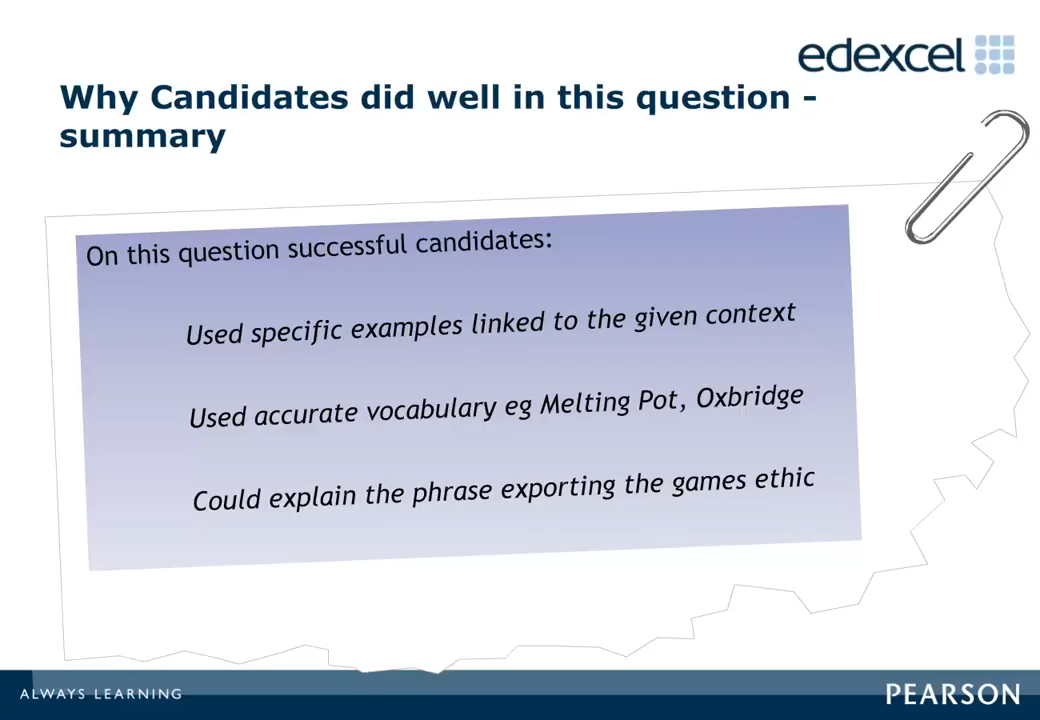 edexcel
Why Candidates did well in this question -
summary
On this question successful candidates:
Used specific examples linked to the given context
Used accurate vocabulary eg Melting Pot, Oxbridge
Could explain the phrase exporting the games ethic
ALWAYS LEARNING
PEARSON